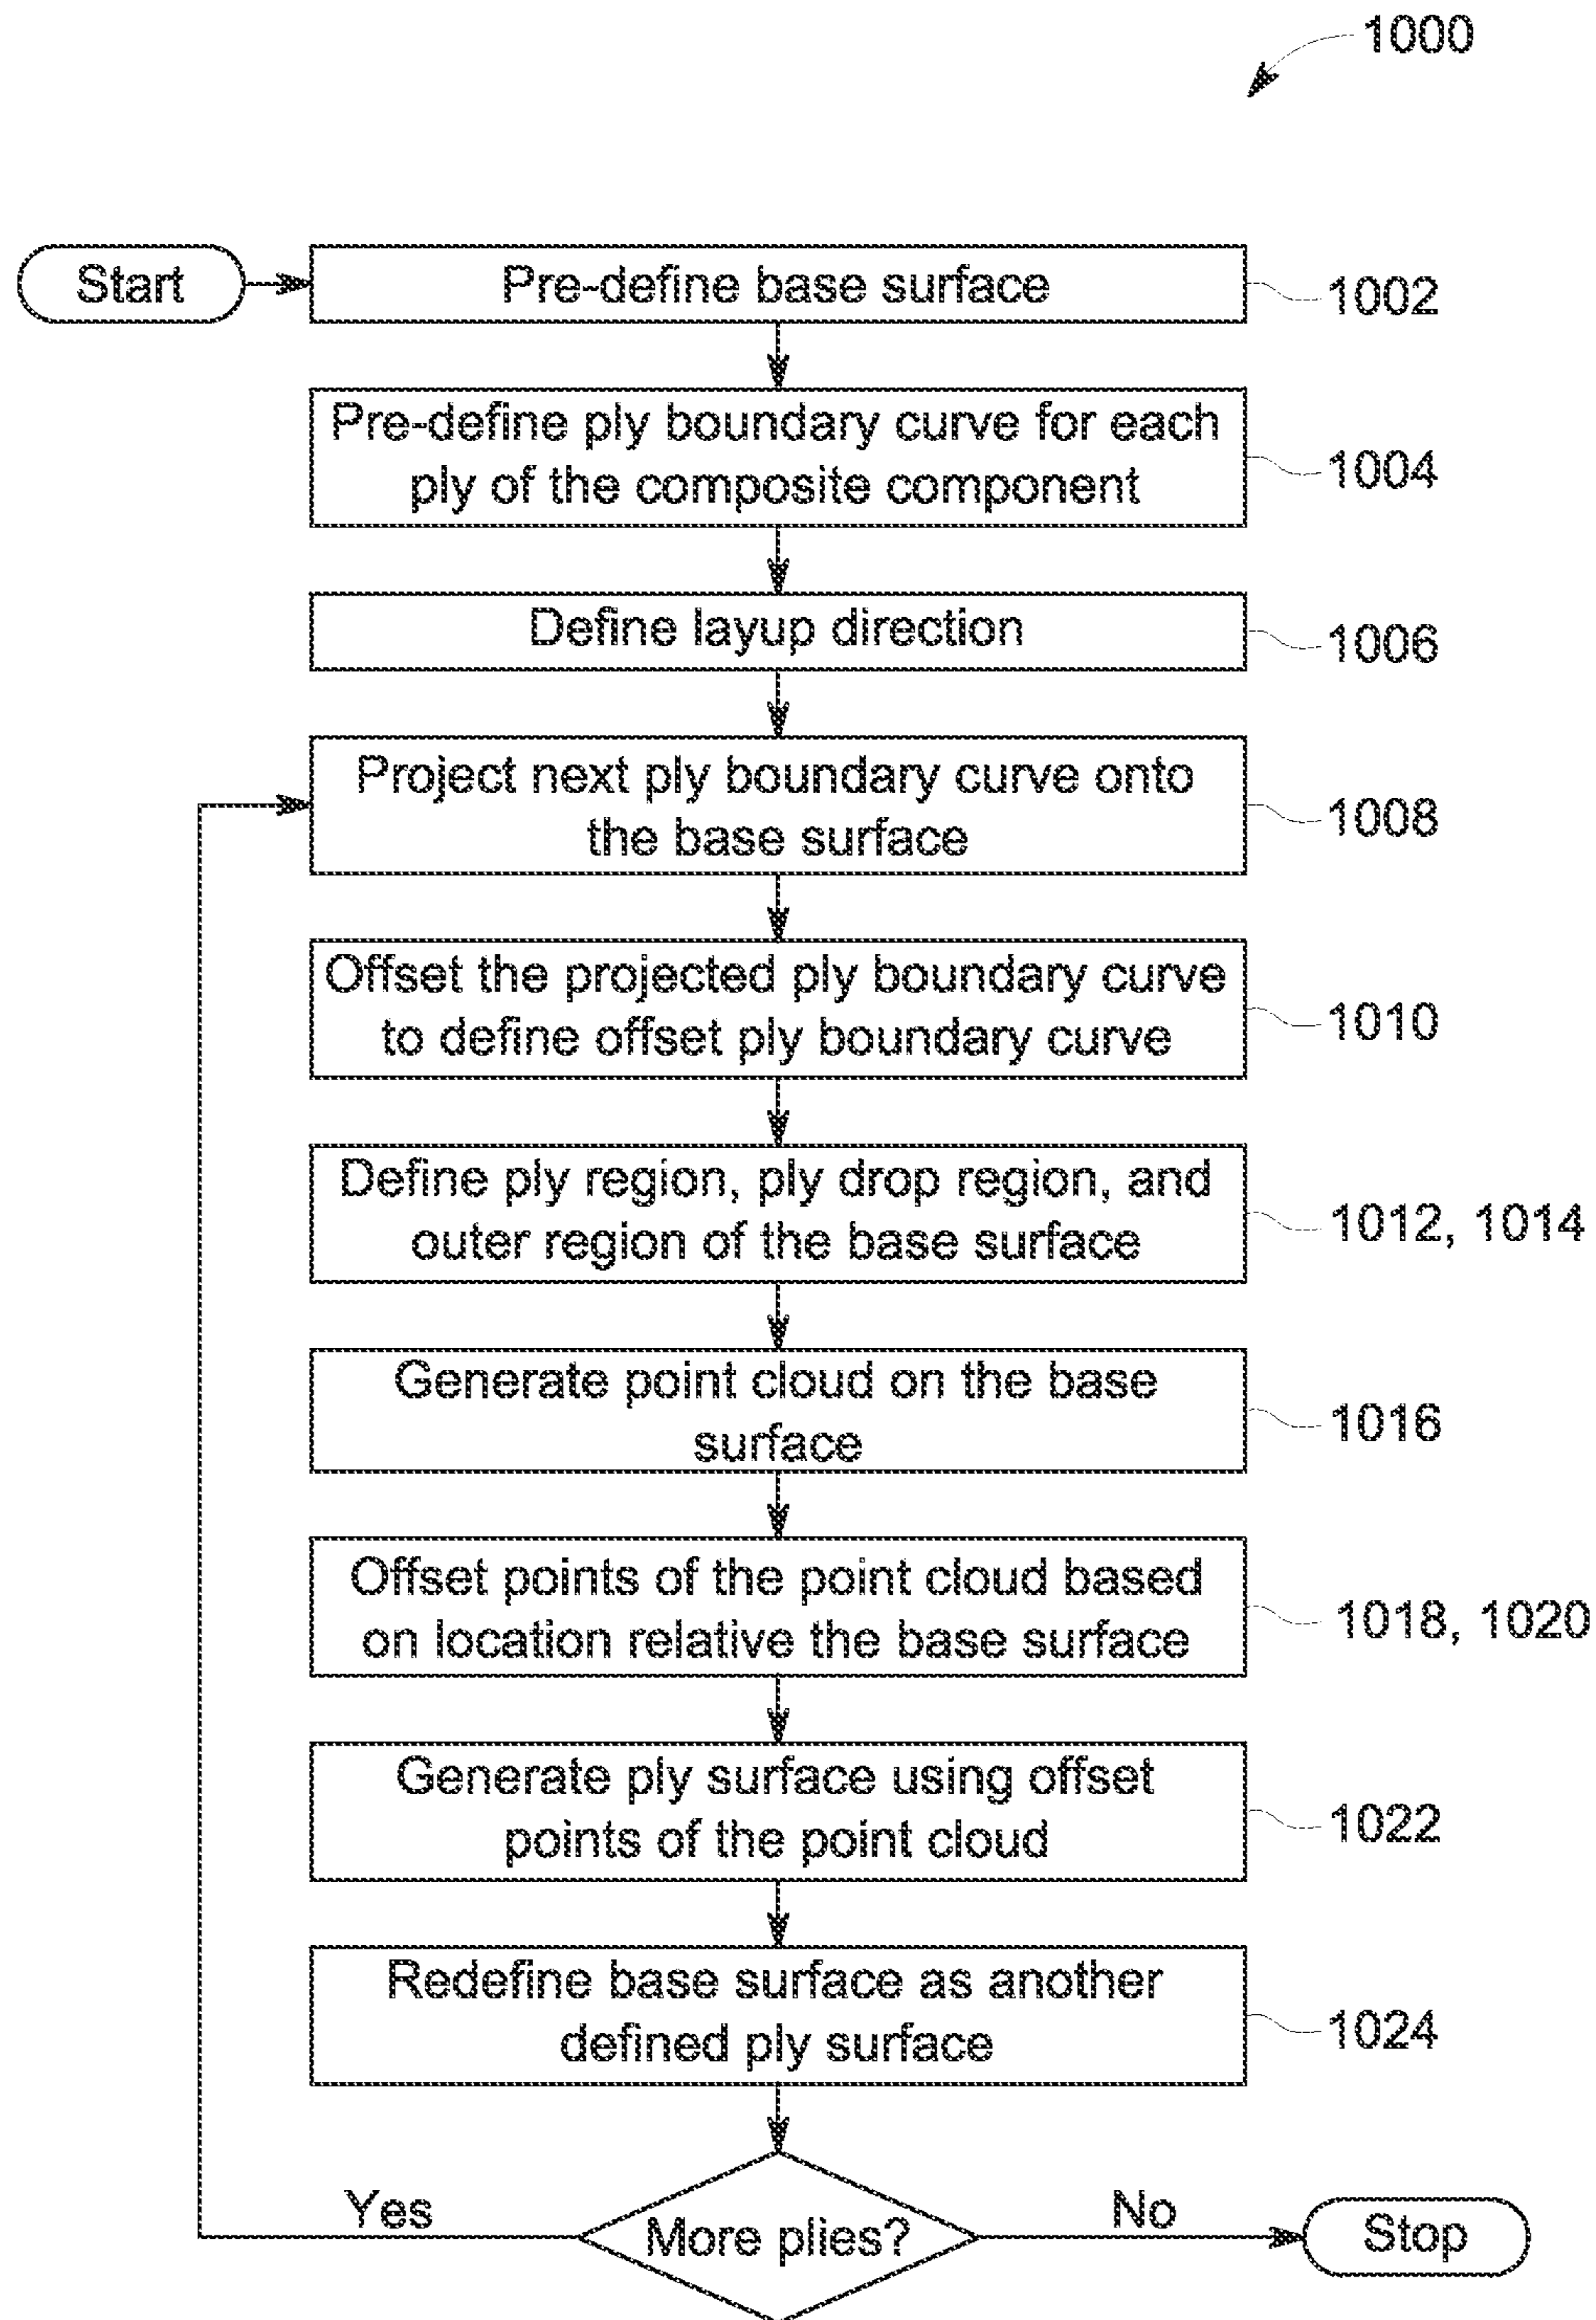 1000
Start
Pre-define base surface
1002
Pre-define ply boundary curve for each
ply of the composite component
1004
Define layup direction
1006
Project next ply boundary curve onto
the base surface
1008
Offset the projected ply boundary curve
to define offset ply boundary curve
1010
Define ply region, ply drop region, and
outer region of the base surface
1012, 1014
Generate point cloud on the base
surface
1016
Offset points of the point cloud based
on location relative the base surface
1018, 1020
Generate ply surface using offset
points of the point cloud
1022
Redefine base surface as another
defined ply surface
1024
Yes
More plies?
No
Stop